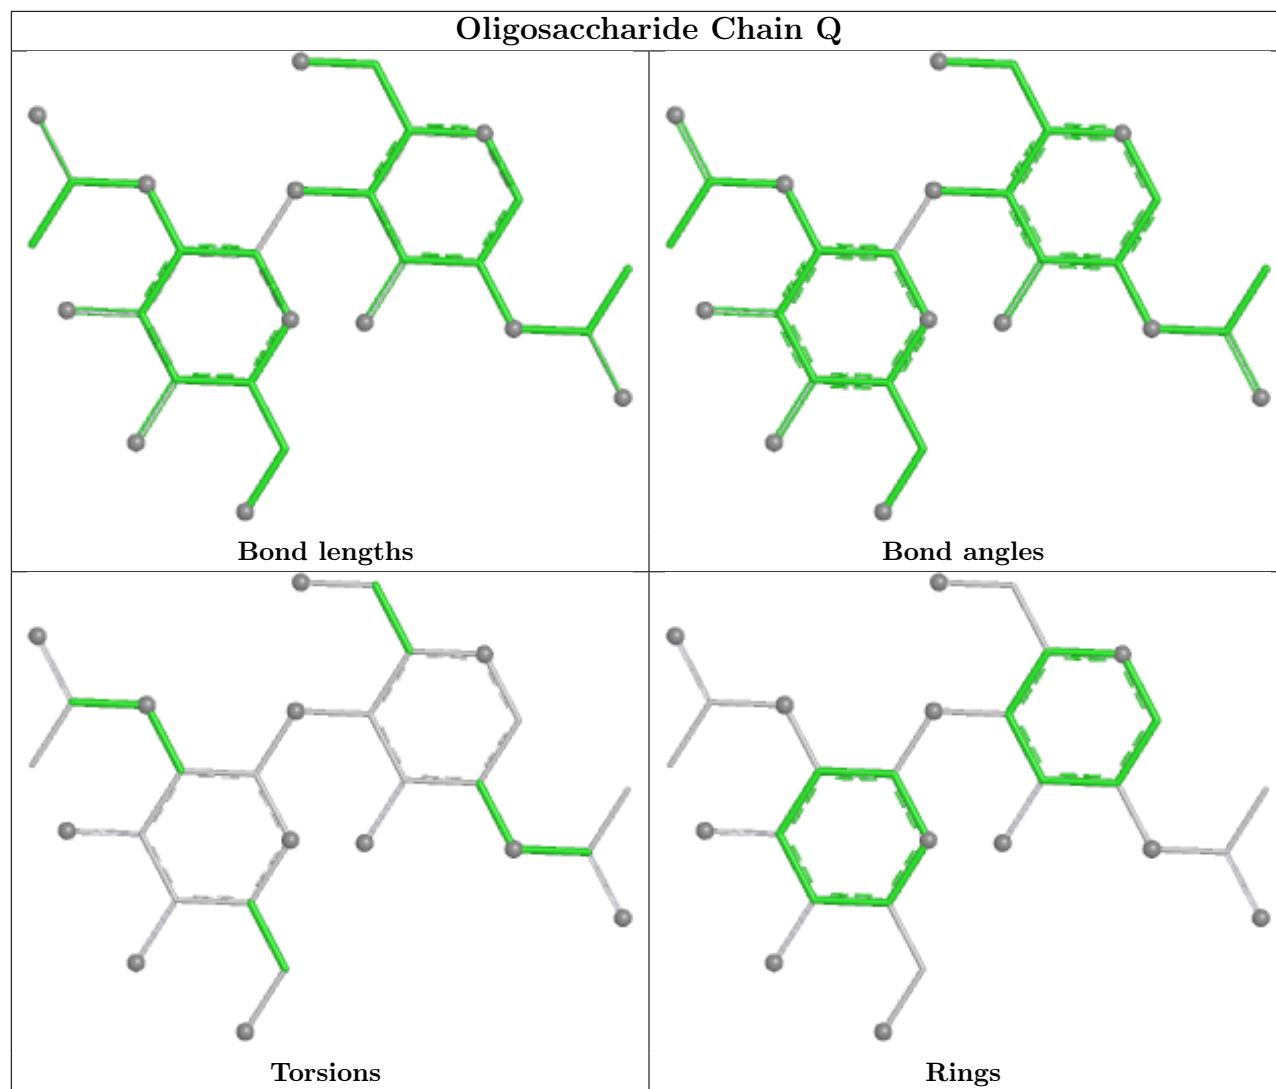 Oligosaccharide Chain Q
Bond lengths
Bond angles
Torsions
Rings